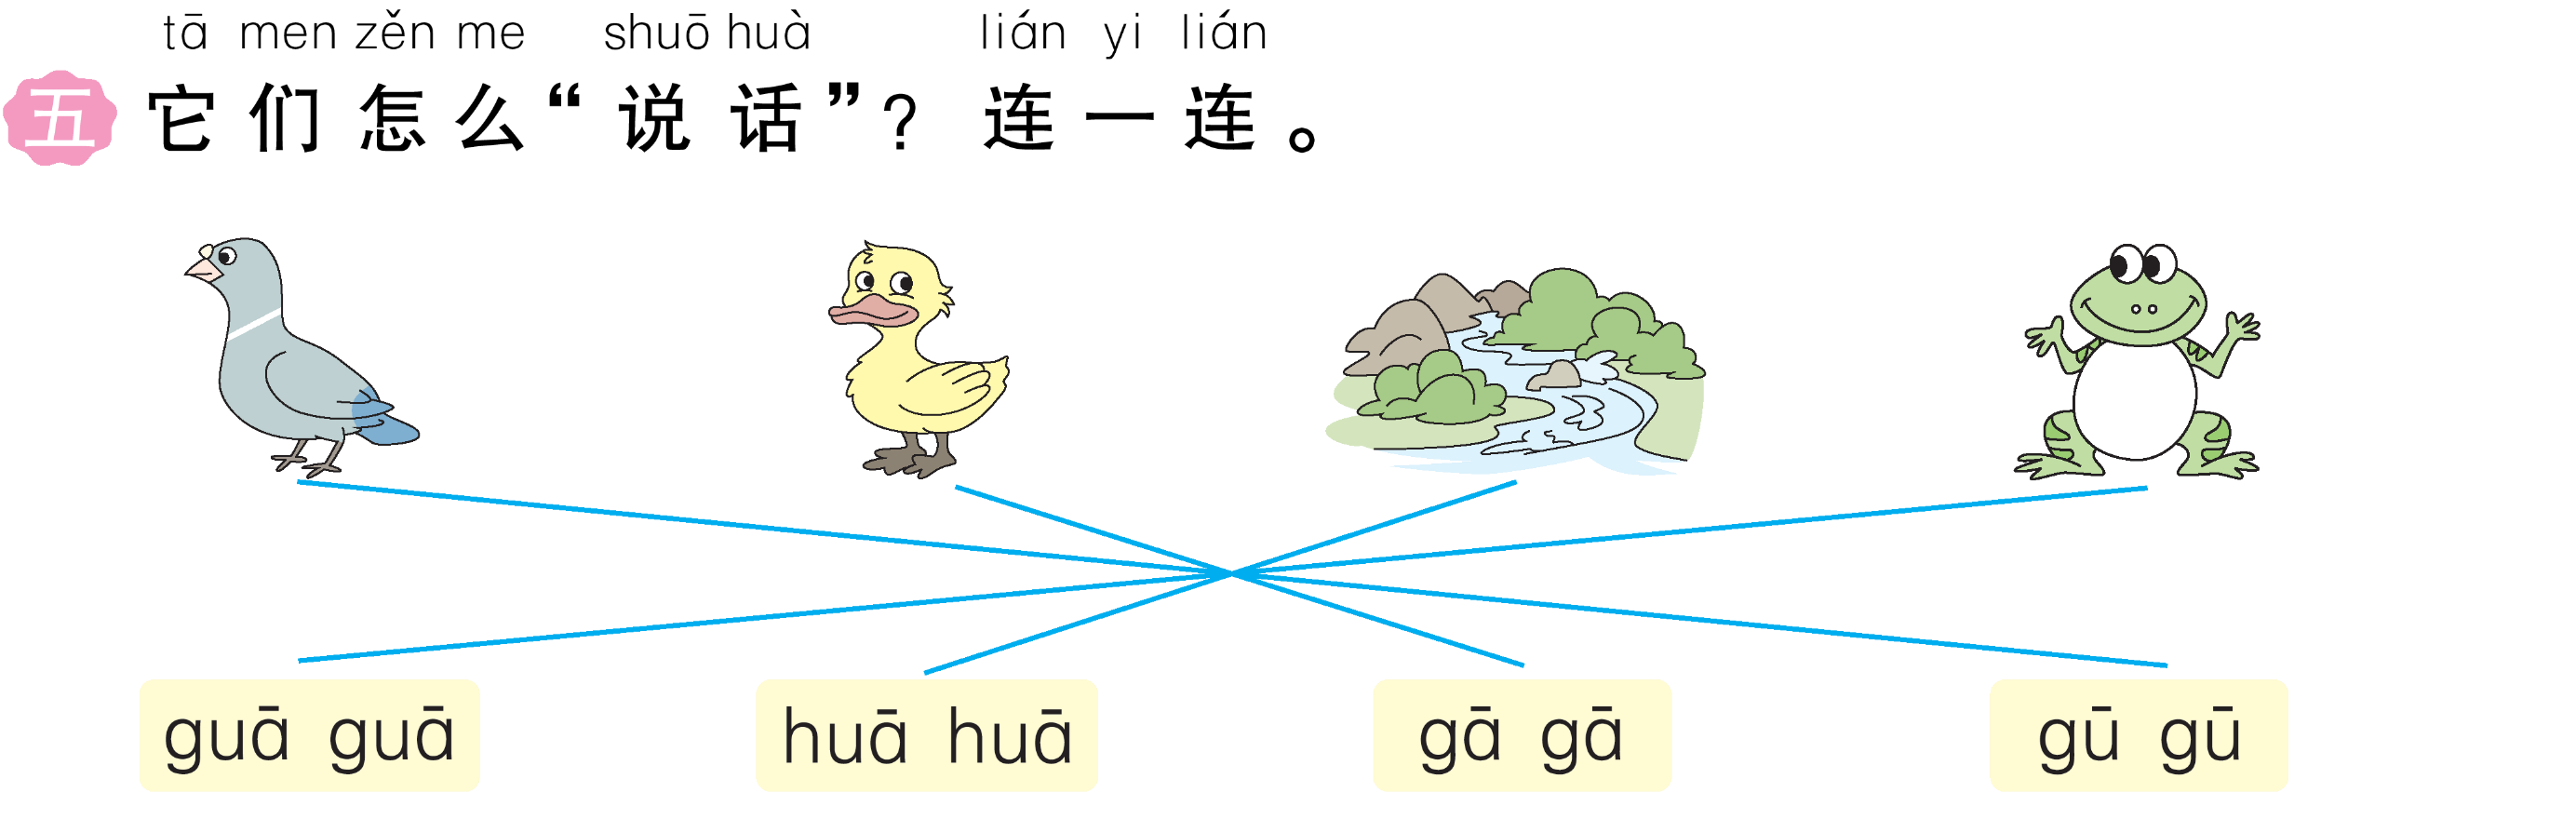 tā men zěn me shuō huà lián yi lián
五 它们怎么“说话”？连一连。
guā guā huā huā gā gā gū gū